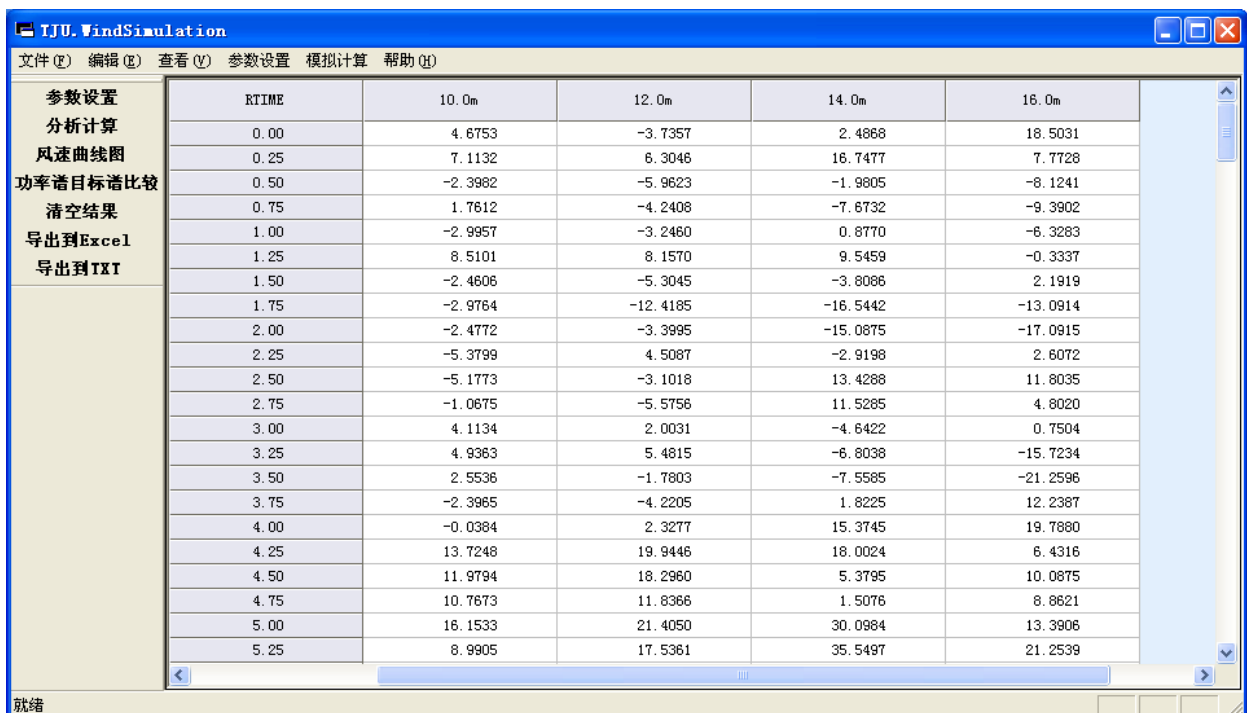 TJU.WindSimulation
文件(F) 编辑(E) 查看(V) 参数设置 模拟计算 帮助(H)
参数设置
分析计算
风速曲线图
功率谱目标谱比较
清空结果
导出到Excel
导出到TXT
RTIME 10.0m 12.0m 14.0m 16.0m
0.00 4.6753 -3.7357 2.4868 18.5031
0.25 7.1132 6.3046 16.7477 7.7728
0.50 -2.3982 -5.9623 -1.9805 -8.1241
0.75 1.7612 -4.2408 -7.6732 -9.3902
1.00 -2.9957 -3.2460 0.8770 -6.3283
1.25 8.5101 8.1570 9.5459 -0.3337
1.50 -2.4606 -5.3045 -3.8086 2.1919
1.75 -2.9764 -12.4185 -16.5442 -13.0914
2.00 -2.4772 -3.3995 -15.0875 -17.0915
2.25 -5.3799 4.5087 -2.9198 2.6072
2.50 -5.1773 -3.1018 13.4288 11.8035
2.75 -1.0675 -5.5756 11.5285 4.8020
3.00 4.1134 2.0031 -4.6422 0.7504
3.25 4.9363 5.4815 -6.8038 -15.7234
3.50 2.5536 -1.7803 -7.5585 -21.2596
3.75 -2.3965 -4.2205 1.8225 12.2387
4.00 -0.0384 2.3277 15.3745 19.7880
4.25 13.7248 19.9446 18.0024 6.4316
4.50 11.9794 18.2960 5.3795 10.0875
4.75 10.7673 11.8366 1.5076 8.8621
5.00 16.1533 21.4050 30.0984 13.3906
5.25 8.9905 17.5361 35.5497 21.2539
就绪